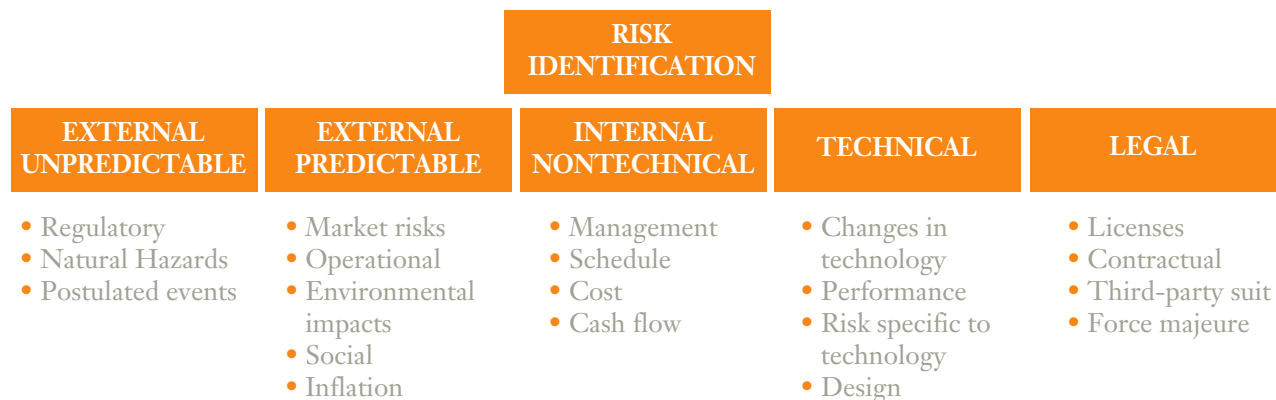 RISK
IDENTIFICATION
EXTERNAL
UNPREDICTABLE
• Regulatory
• Natural Hazards
• Postulated events
EXTERNAL
PREDICTABLE
• Market risks
• Operational
• Environmental
impacts
• Social
• Inflation
INTERNAL
NONTECHNICAL
• Management
• Schedule
• Cost
• Cash flow
TECHNICAL
• Changes in
technology
• Performance
• Risk specific to
technology
• Design
LEGAL
• Licenses
• Contractual
• Third-party suit
• Force majeure